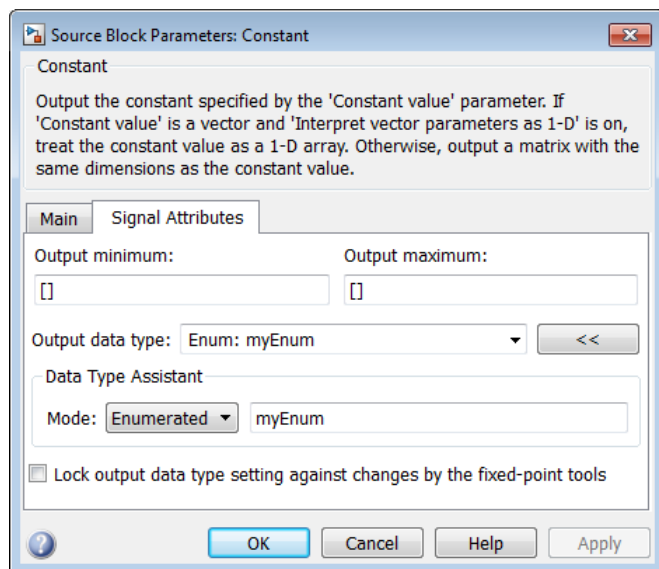 Source Block Parameters: Constant
Constant
Output the constant specified by the 'Constant value' parameter. If
'Constant value' is a vector and 'Interpret vector parameters as 1-D' is on,
treat the constant value as a 1-D array. Otherwise, output a matrix with the
same dimensions as the constant value.
Main Signal Attributes
Output minimum: Output maximum:
[] []
Output data type: Enum: myEnum <<
Data Type Assistant
Mode: Enumerated myEnum
Lock output data type setting against changes by the fixed-point tools
? OK Cancel Help Apply